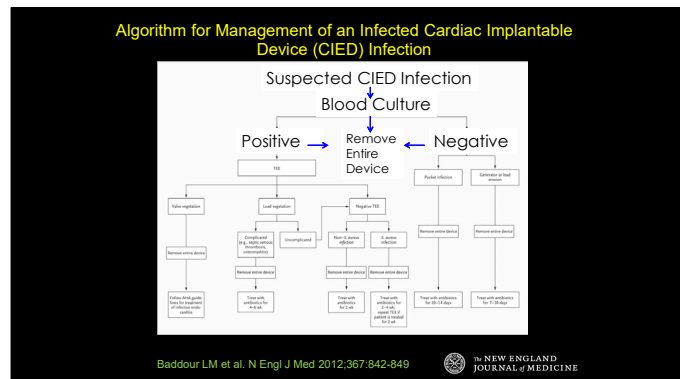 Algorithm for Management of an Infected Cardiac Implantable
Device (CIED) Infection
Suspected CIED Infection
Blood Culture
Positive
Remove
Entire
Device
Negative
TEE
Pocket infection
Generator or lead
erosion
Valve vegetation
Lead vegetation
Negative TEE
Complicated
(e.g., septic venous
thrombosis,
osteomyelitis)
Uncomplicated
Non-S. aureus
infection
S. aureus
infection
Remove entire device
Remove entire device
Remove entire device
Remove entire device
Remove entire device
Remove entire device
Follow AHA guide-
lines for treatment
of infective endo-
carditis
Treat with
antibiotics for
4–6 wk
Treat with
antibiotics
for 2 wk
Treat with
antibiotics for
2–4 wk;
repeat TEE if
patient is treated
for 2 wk
Treat with antibiotics
for 10–14 days
Treat with antibiotics
for 7–10 days
Baddour LM et al. N Engl J Med 2012;367:842-849
The NEW ENGLAND
JOURNAL of MEDICINE